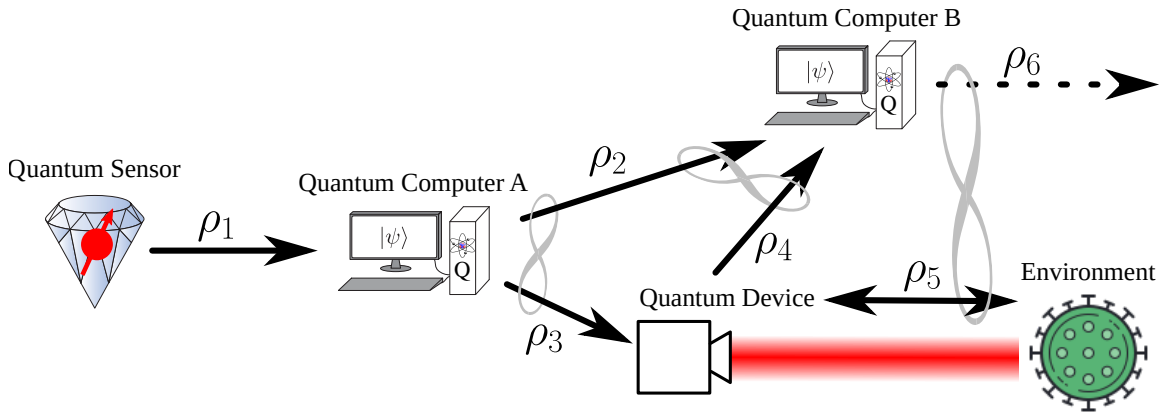 Quantum Computer B
|ψ⟩
Q
ρ₆
Quantum Sensor
ρ₁
Quantum Computer A
|ψ⟩
Q
ρ₂
ρ₃
ρ₄
Quantum Device
ρ₅
Environment